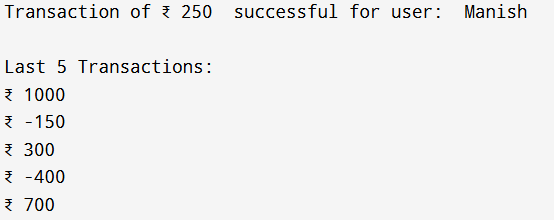 Transaction of ₹ 250  successful for user:  Manish
Last 5 Transactions:
₹ 1000
₹ -150
₹ 300
₹ -400
₹ 700